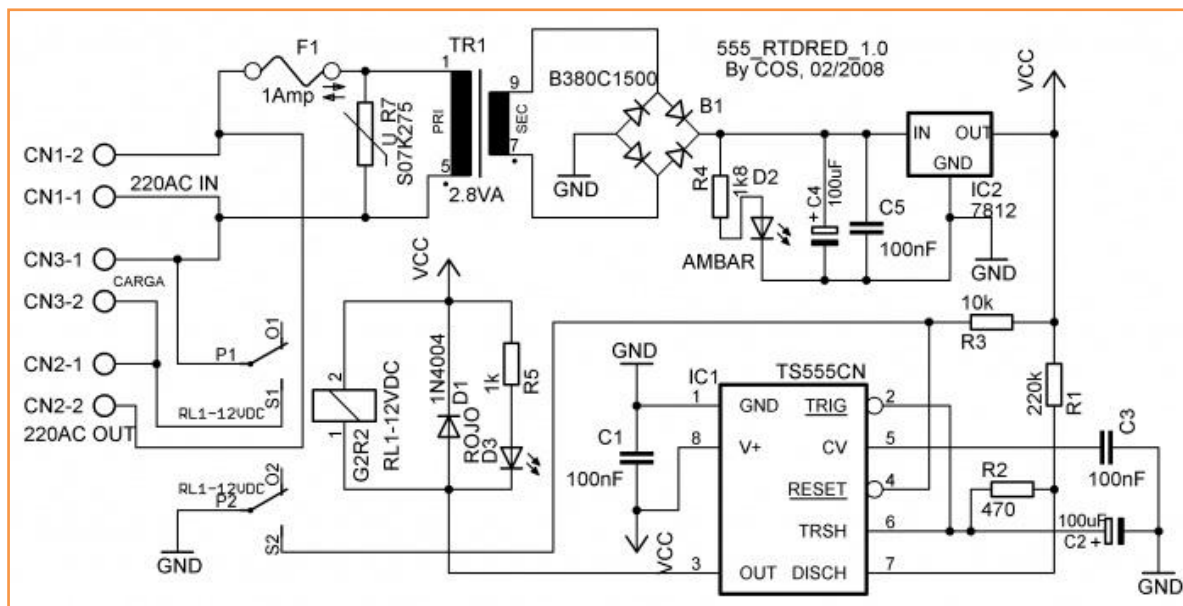 555_RTDRED_1.0
By COS, 02/2008
F1
1Amp
U R7
S07K275
TR1
1
5
PRI
SEC
9
7
2.8VA
B380C1500
B1
GND
R4
1k8
D2
AMBAR
C4
100uF
+
C5
100nF
IN OUT
GND
IC2
7812
GND
VCC
CN1-2
CN1-1
220AC IN
CN3-1
CARGA
CN3-2
CN2-1
CN2-2
220AC OUT
P1
O1
S1
RL1-12VDC
RL1-12VDC
P2
O2
S2
GND
VCC
2
1
G2R2
RL1-12VDC
1N4004
D1
ROJO
D3
1k
R5
GND
C1
100nF
VCC
IC1
TS555CN
1 GND
8 V+
3 OUT
TRIG 2
CV 5
RESET 4
TRSH 6
DISCH 7
10k
R3
220k
R1
R2
470
C3
100nF
100uF
C2 +
GND